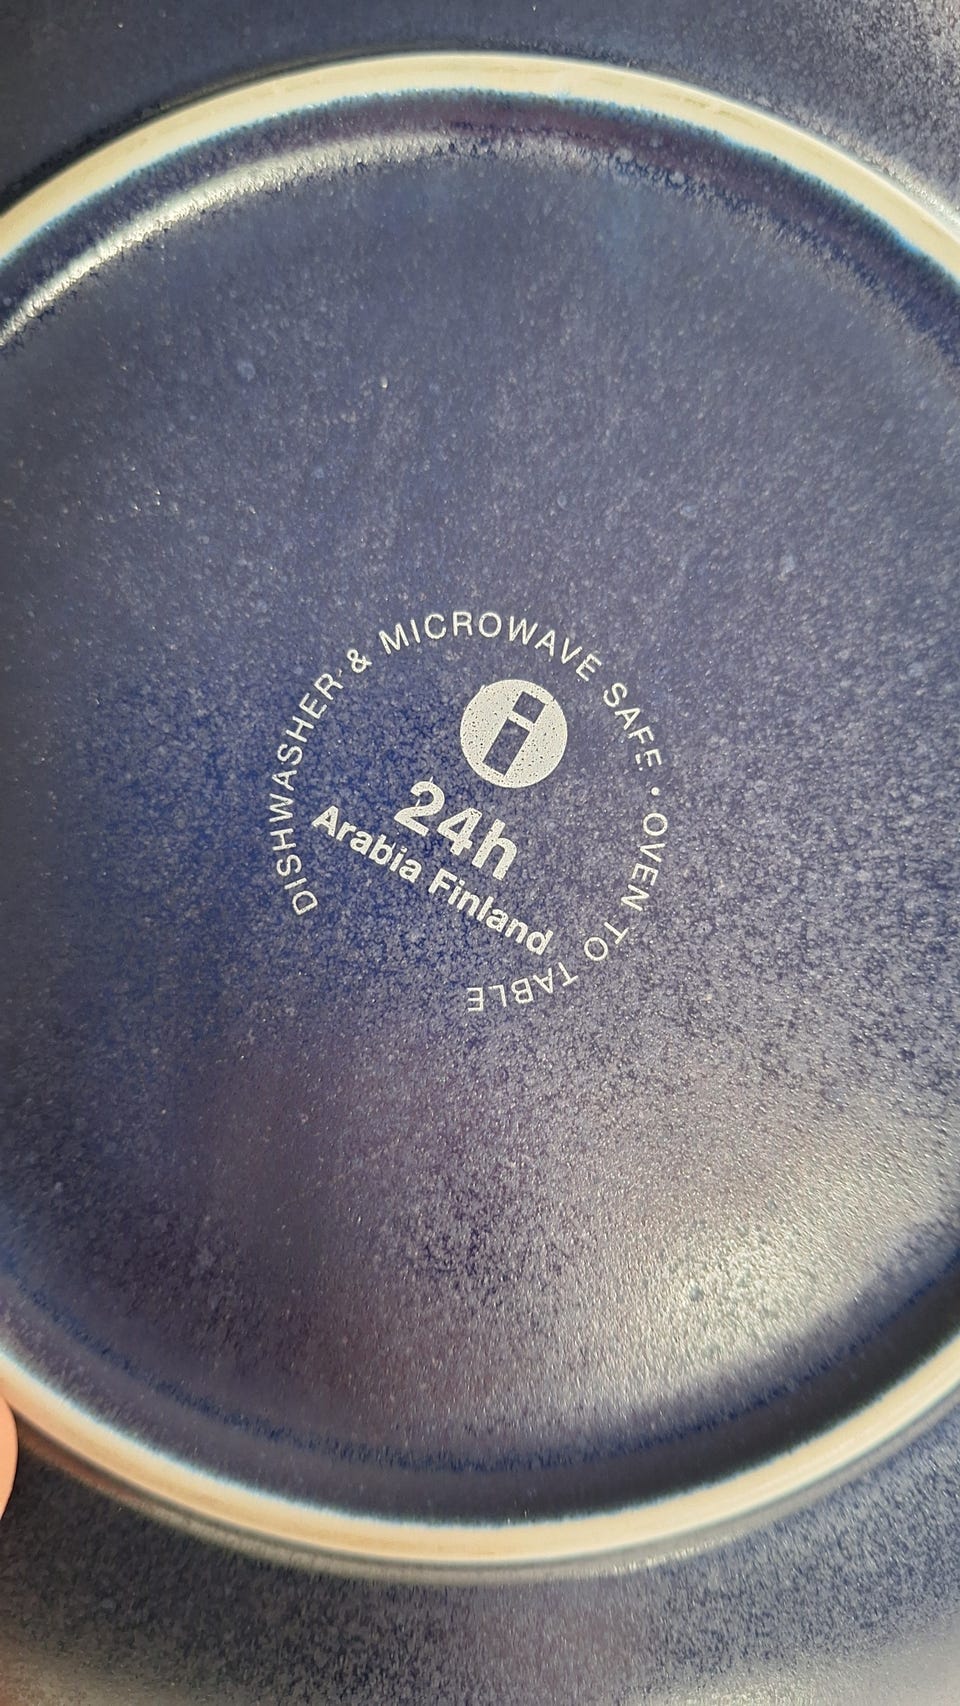 DISHWASHER & MICROWAVE SAFE • OVEN TO TABLE
i
24h
Arabia Finland